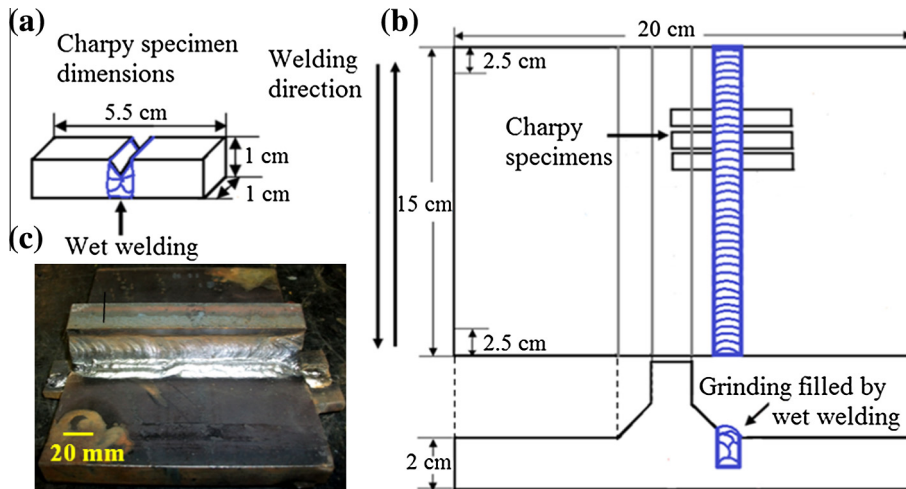 (a)
Charpy specimen
dimensions
5.5 cm
1 cm
1 cm
Wet welding
Welding
direction
(b)
20 cm
2.5 cm
Charpy
specimens
15 cm
2.5 cm
Grinding filled by
wet welding
2 cm
(c)
20 mm